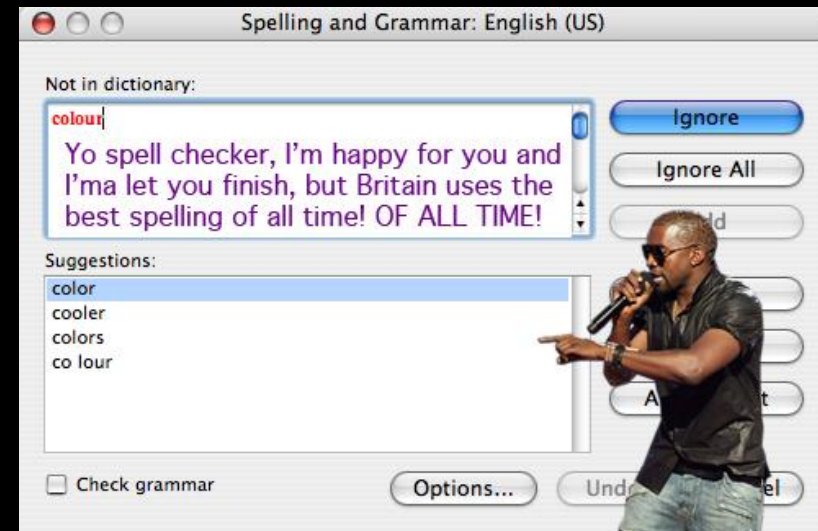 Spelling and Grammar: English (US)
Not in dictionary:
colour
Yo spell checker, I'm happy for you and
I'ma let you finish, but Britain uses the
best spelling of all time! OF ALL TIME!
Ignore
Ignore All
Suggestions:
color
cooler
colors
co lour
Check grammar
Options...